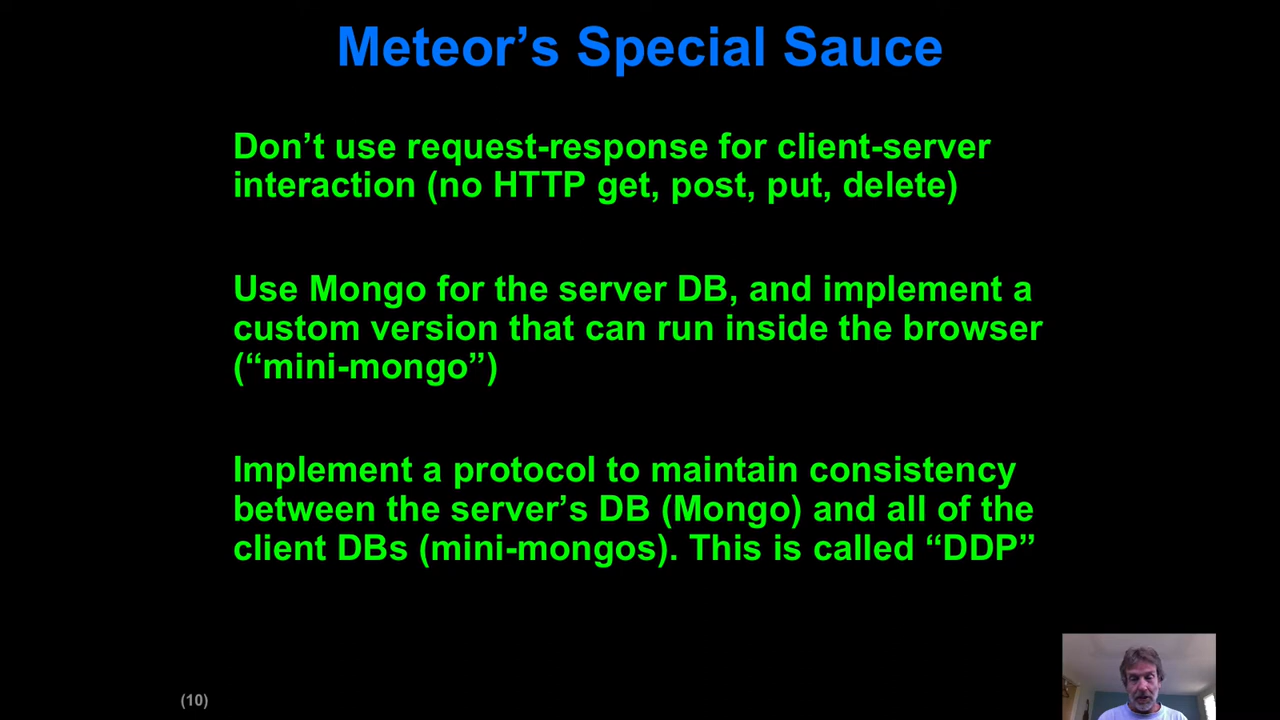 Meteor’s Special Sauce
Don’t use request-response for client-server
interaction (no HTTP get, post, put, delete)
Use Mongo for the server DB, and implement a
custom version that can run inside the browser
(“mini-mongo”)
Implement a protocol to maintain consistency
between the server’s DB (Mongo) and all of the
client DBs (mini-mongos). This is called “DDP”
(10)